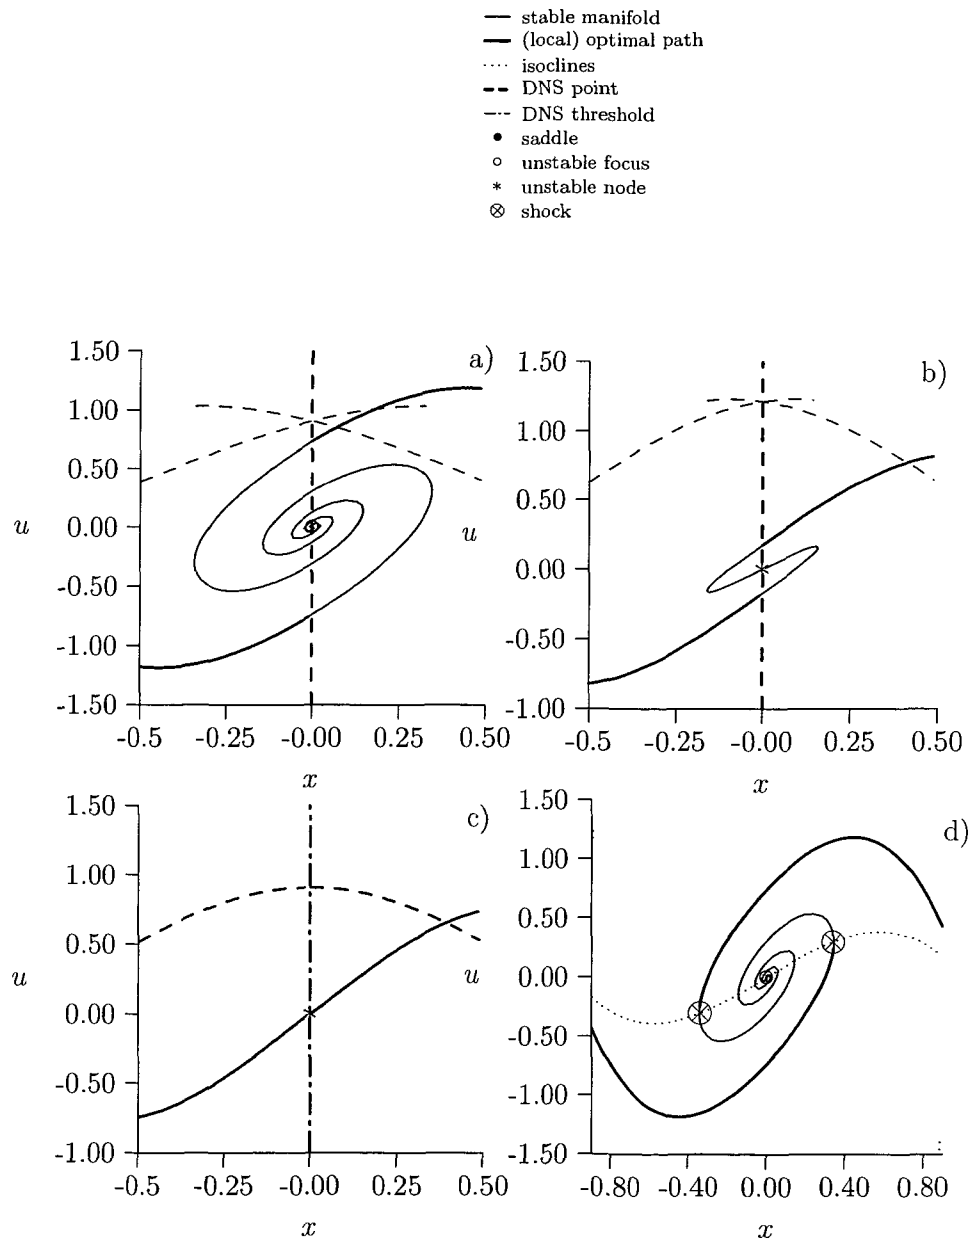 stable manifold
(local) optimal path
isoclines
DNS point
DNS threshold
saddle
unstable focus
unstable node
shock
a)
1.50
1.00
0.50
0.00
-0.50
-1.00
-1.50
u
-0.5
-0.25
-0.00
0.25
0.50
x
b)
1.50
1.00
0.50
0.00
-0.50
-1.00
u
-0.5
-0.25
-0.00
0.25
0.50
x
c)
1.50
1.00
0.50
0.00
-0.50
-1.00
u
-0.5
-0.25
-0.00
0.25
0.50
x
d)
1.50
1.00
0.50
0.00
-0.50
-1.00
-1.50
u
-0.80
-0.40
0.00
0.40
0.80
x